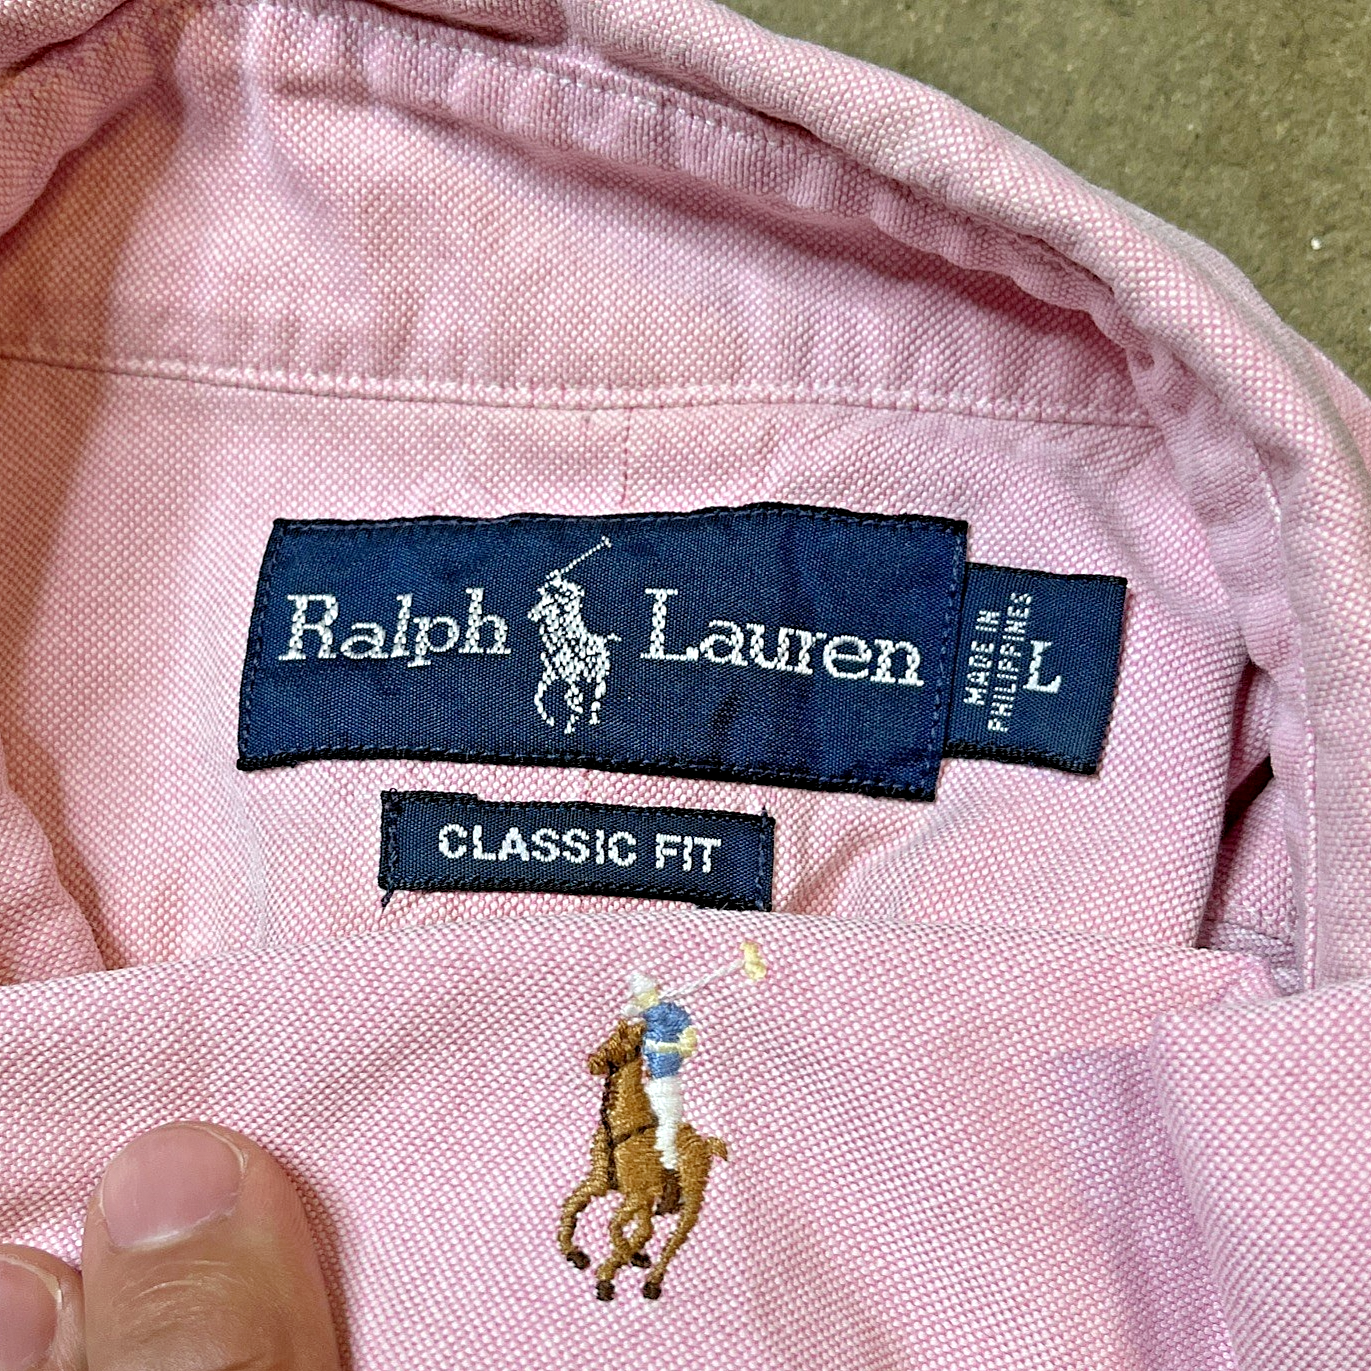 Ralph Lauren
MADE IN
PHILIPPINES
L
CLASSIC FIT